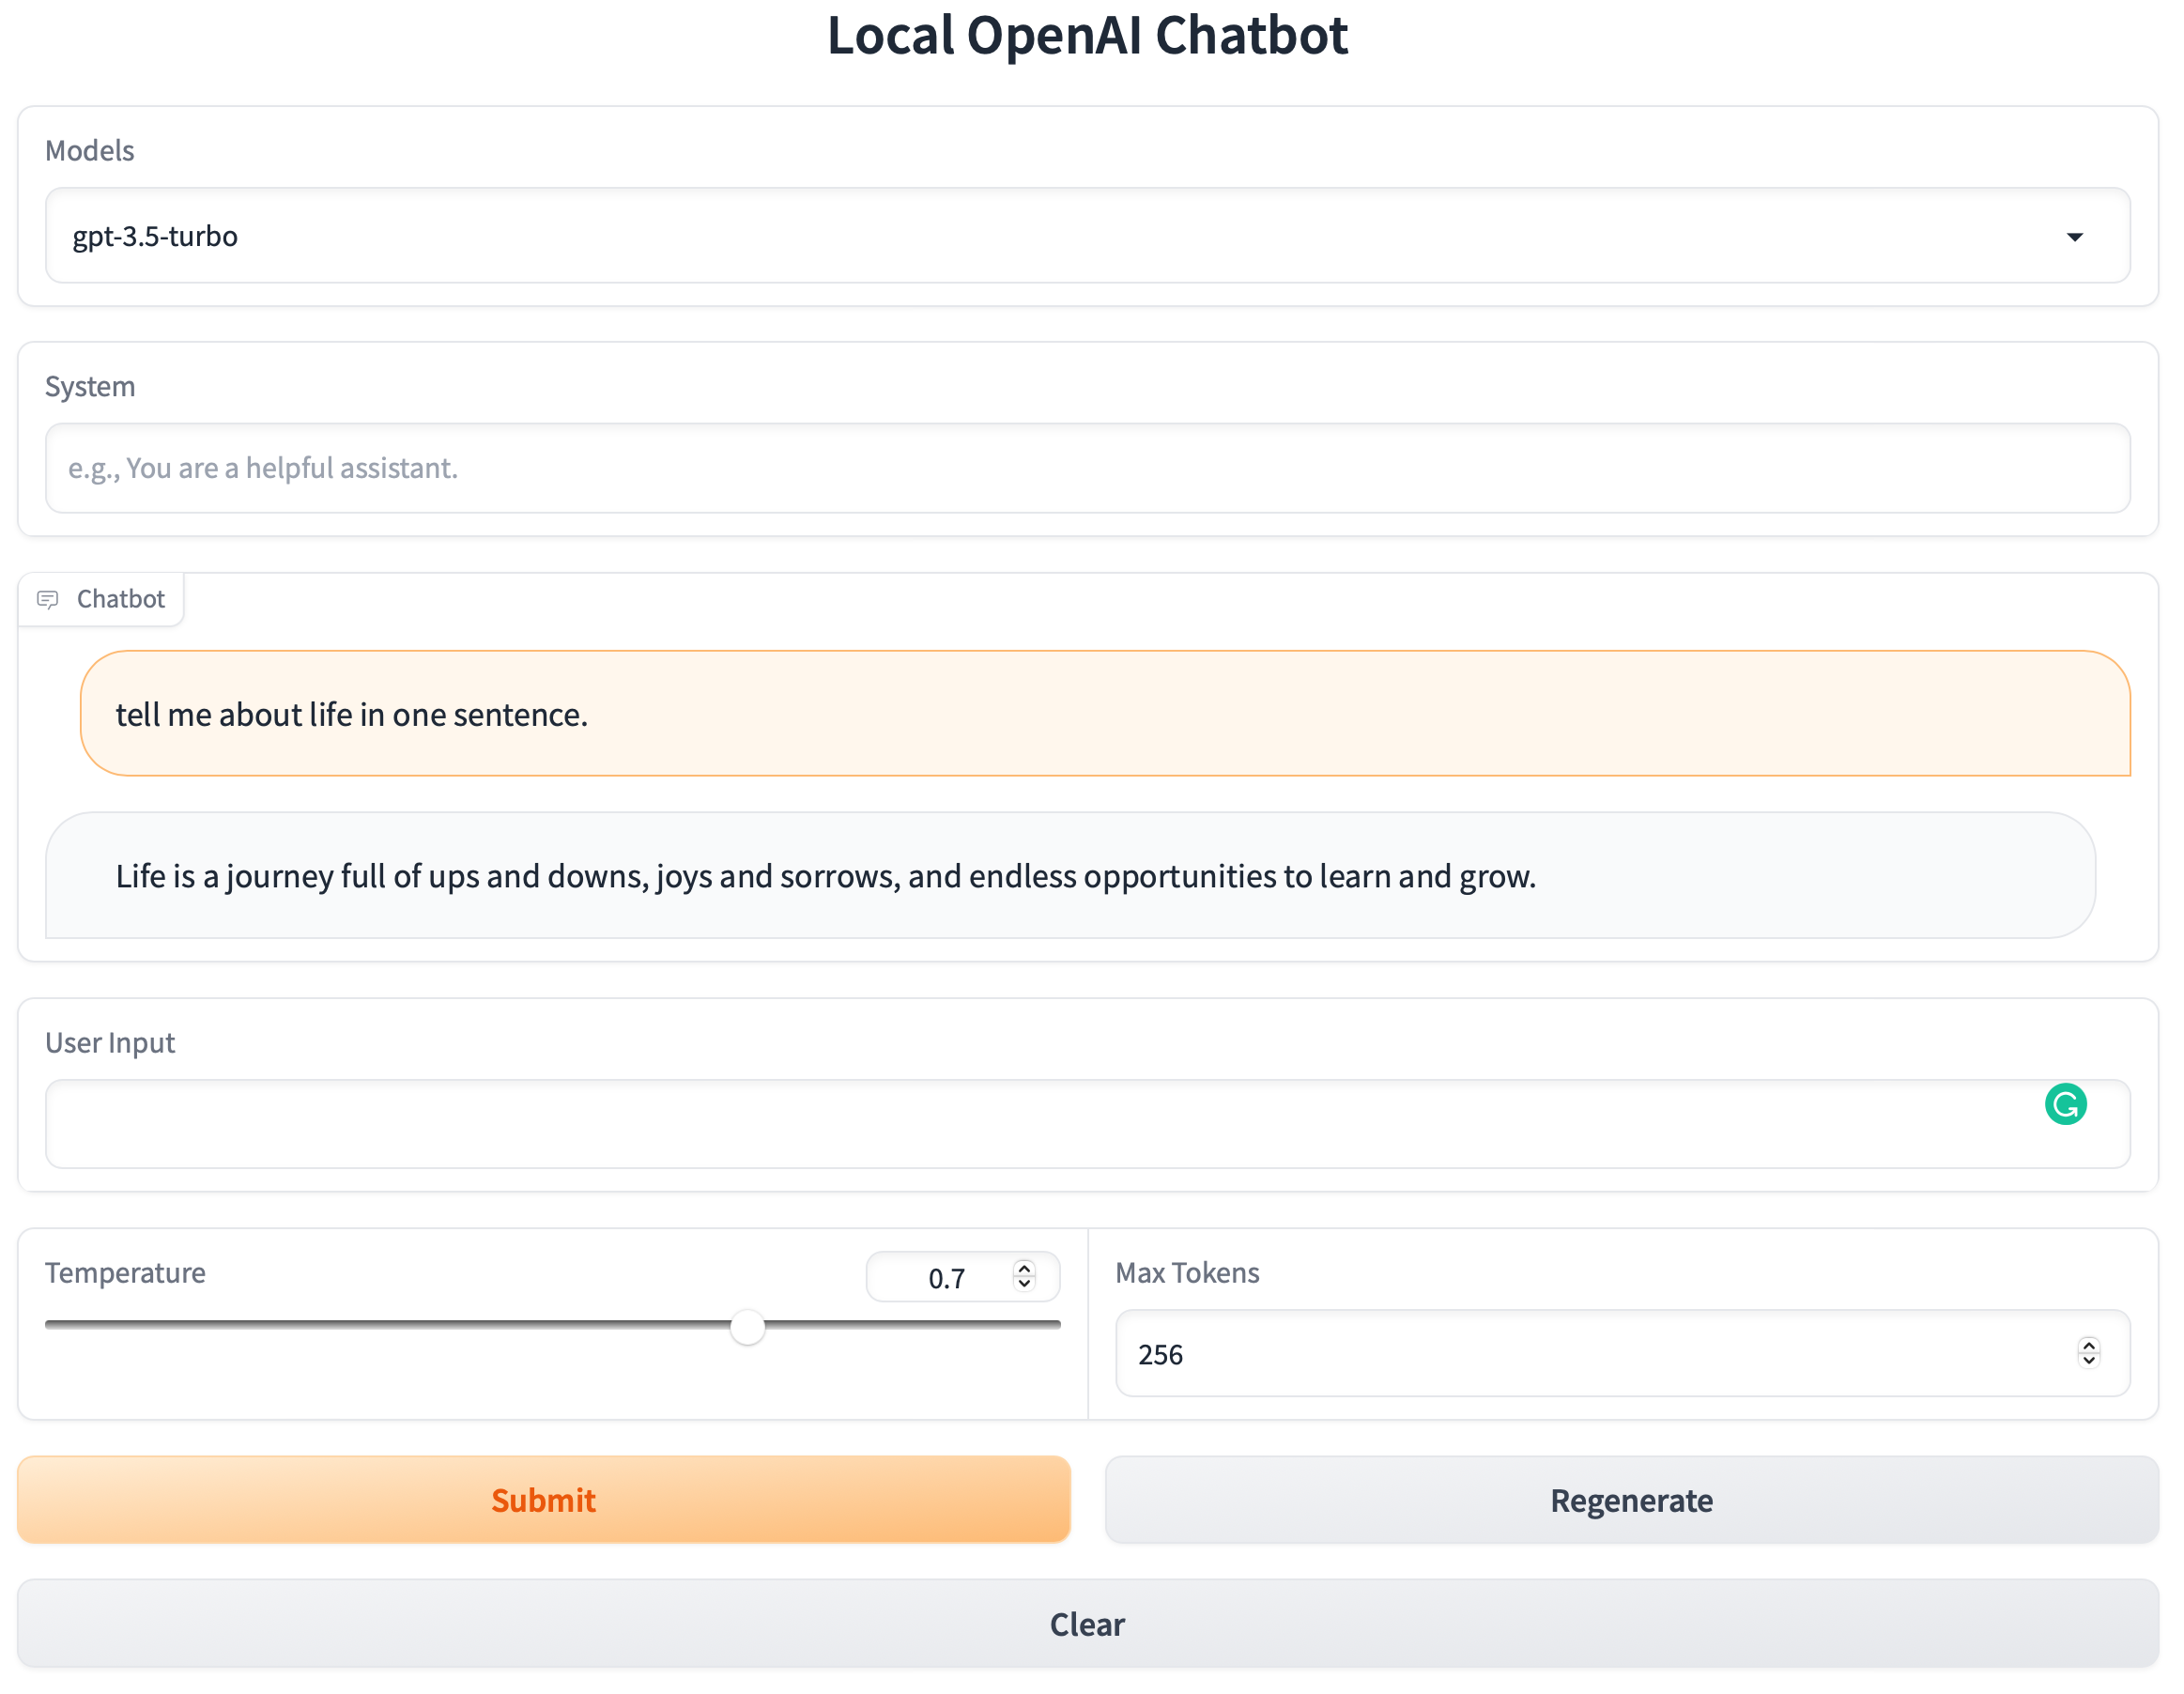 Local OpenAI Chatbot
Models
gpt-3.5-turbo
System
e.g., You are a helpful assistant.
Chatbot
tell me about life in one sentence.
Life is a journey full of ups and downs, joys and sorrows, and endless opportunities to learn and grow.
User Input
Temperature
0.7
Max Tokens
256
Submit
Regenerate
Clear